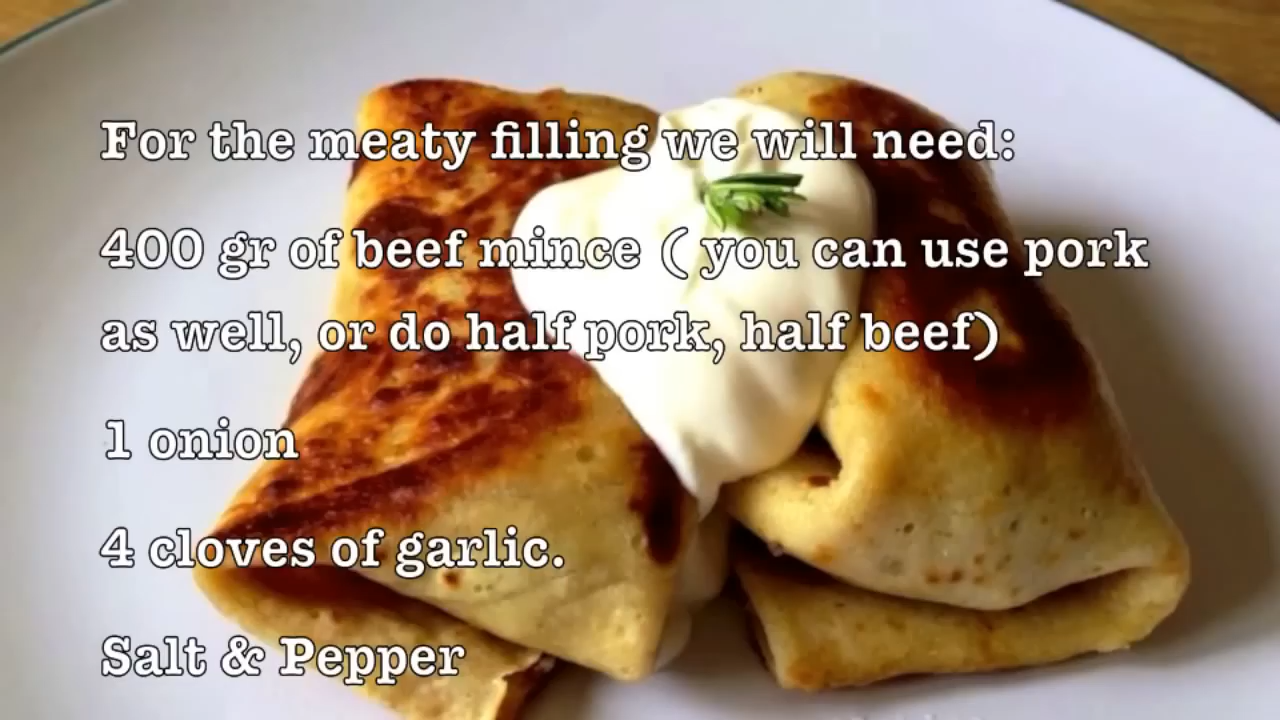 For the meaty filling we will need:
400 gr of beef mince ( you can use pork
as well, or do half pork, half beef)
1 onion
4 cloves of garlic.
Salt & Pepper